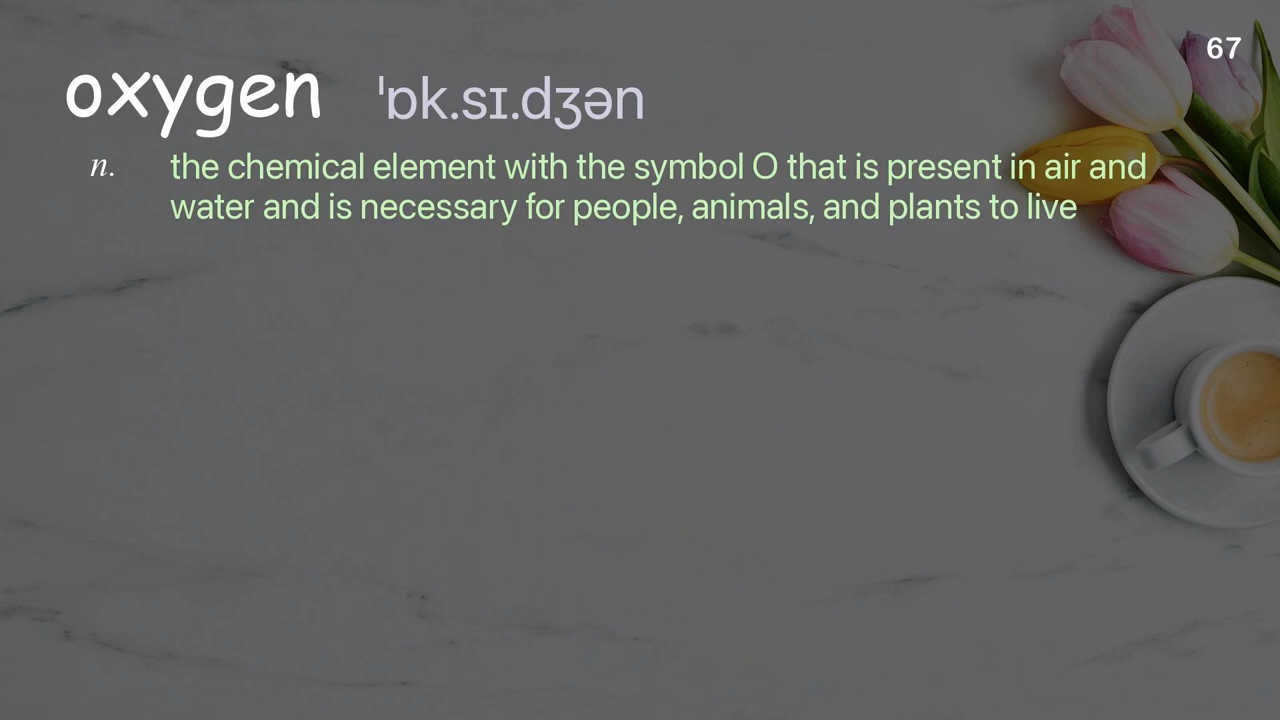 67
oxygen ˈɒk.sɪ.dʒən
n. the chemical element with the symbol O that is present in air and
water and is necessary for people, animals, and plants to live